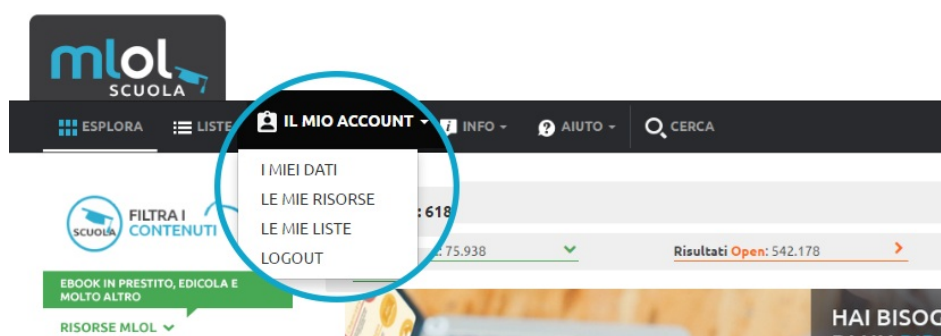 mlol
SCUOLA
ESPLORA
LISTE
IL MIO ACCOUNT
INFO
AIUTO
CERCA
I MIEI DATI
LE MIE RISORSE
LE MIE LISTE
LOGOUT
SCUOLA
FILTRA I
CONTENUTI
: 618
: 75.938
Risultati Open: 542.178
EBOOK IN PRESTITO, EDICOLA E
MOLTO ALTRO
RISORSE MLOL
HAI BISOG